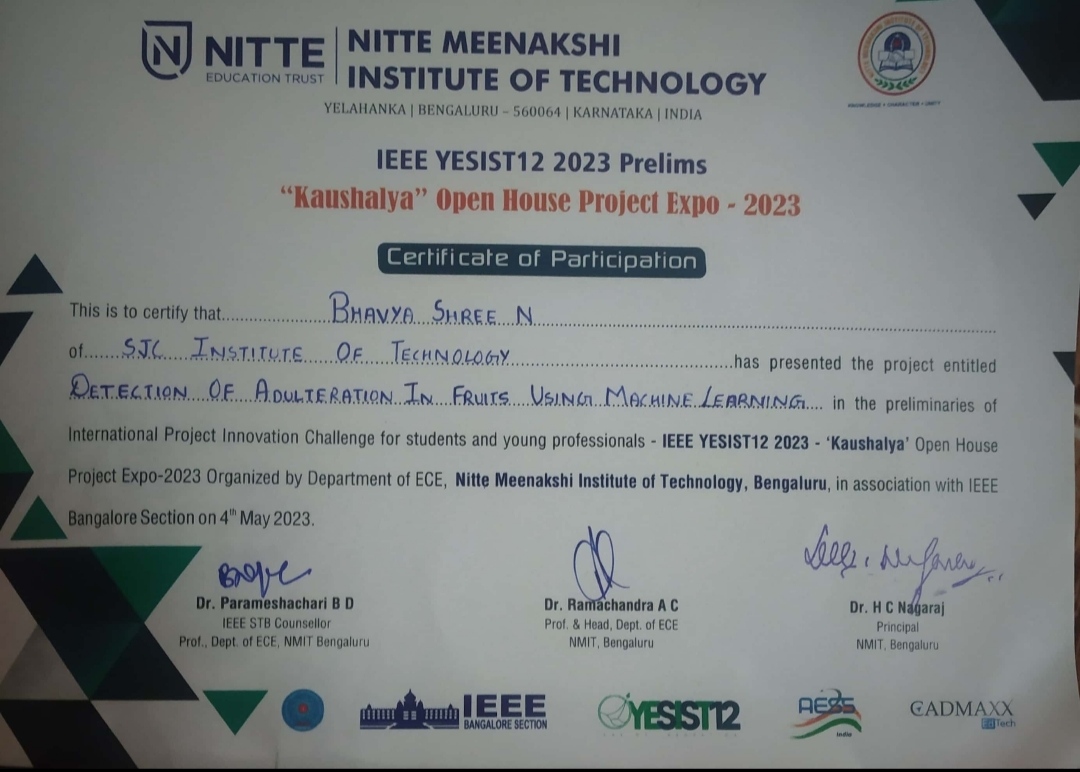 N NITTE
EDUCATION TRUST
NITTE MEENAKSHI
INSTITUTE OF TECHNOLOGY
YELAHANKA | BENGALURU – 560064 | KARNATAKA | INDIA
KNOWLEDGE • CHARACTER • UNITY
IEEE YESIST12 2023 Prelims
“Kaushalya” Open House Project Expo - 2023
Certificate of Participation
This is to certify that BHAVYA SHREE N
of SJC INSTITUTE OF TECHNOLOGY has presented the project entitled
DETECTION OF ADULTERATION IN FRUITS USING MACHINE LEARNING in the preliminaries of
International Project Innovation Challenge for students and young professionals - IEEE YESIST12 2023 - ‘Kaushalya’ Open House
Project Expo-2023 Organized by Department of ECE, Nitte Meenakshi Institute of Technology, Bengaluru, in association with IEEE
Bangalore Section on 4th May 2023.
Dr. Parameshachari B D
IEEE STB Counsellor
Prof., Dept. of ECE, NMIT Bengaluru
Dr. Ramachandra A C
Prof. & Head, Dept. of ECE
NMIT, Bengaluru
Dr. H C Nagaraj
Principal
NMIT, Bengaluru
IEEE
BANGALORE SECTION
YESIST12
AESS
India
CADMAXX
EdTech